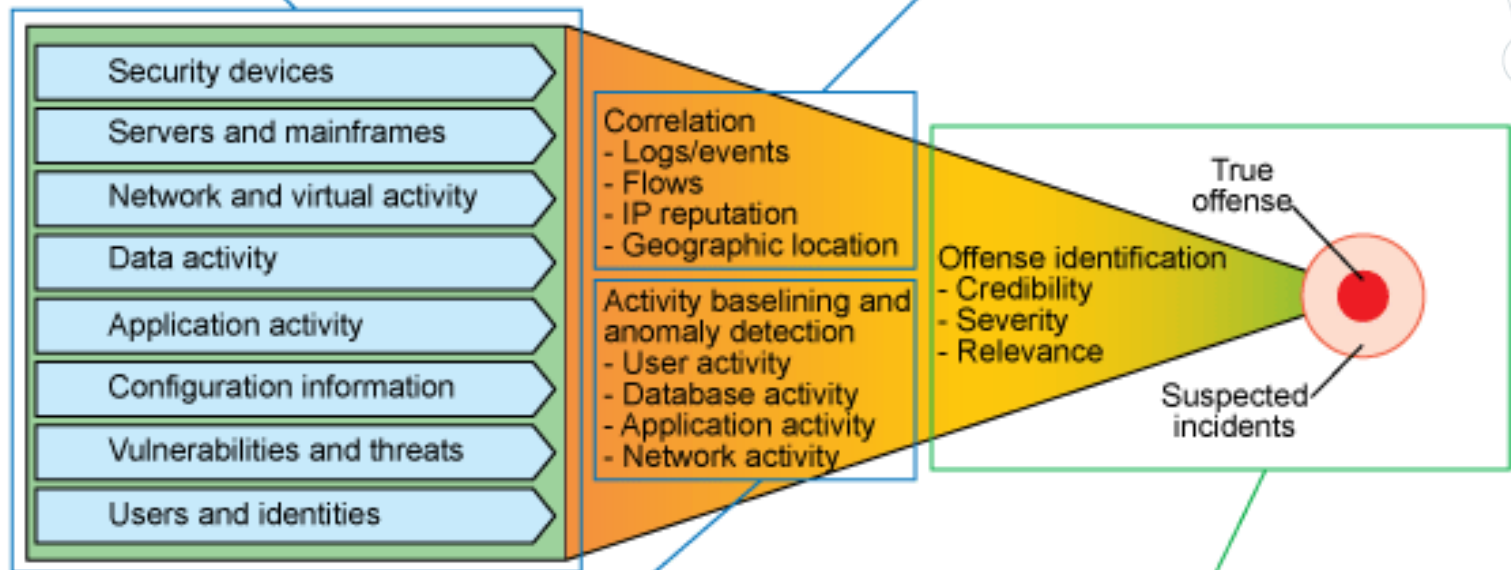 Security devices
Servers and mainframes
Network and virtual activity
Data activity
Application activity
Configuration information
Vulnerabilities and threats
Users and identities
Correlation
- Logs/events
- Flows
- IP reputation
- Geographic location
Activity baselining and
anomaly detection
- User activity
- Database activity
- Application activity
- Network activity
Offense identification
- Credibility
- Severity
- Relevance
True
offense
Suspected
incidents